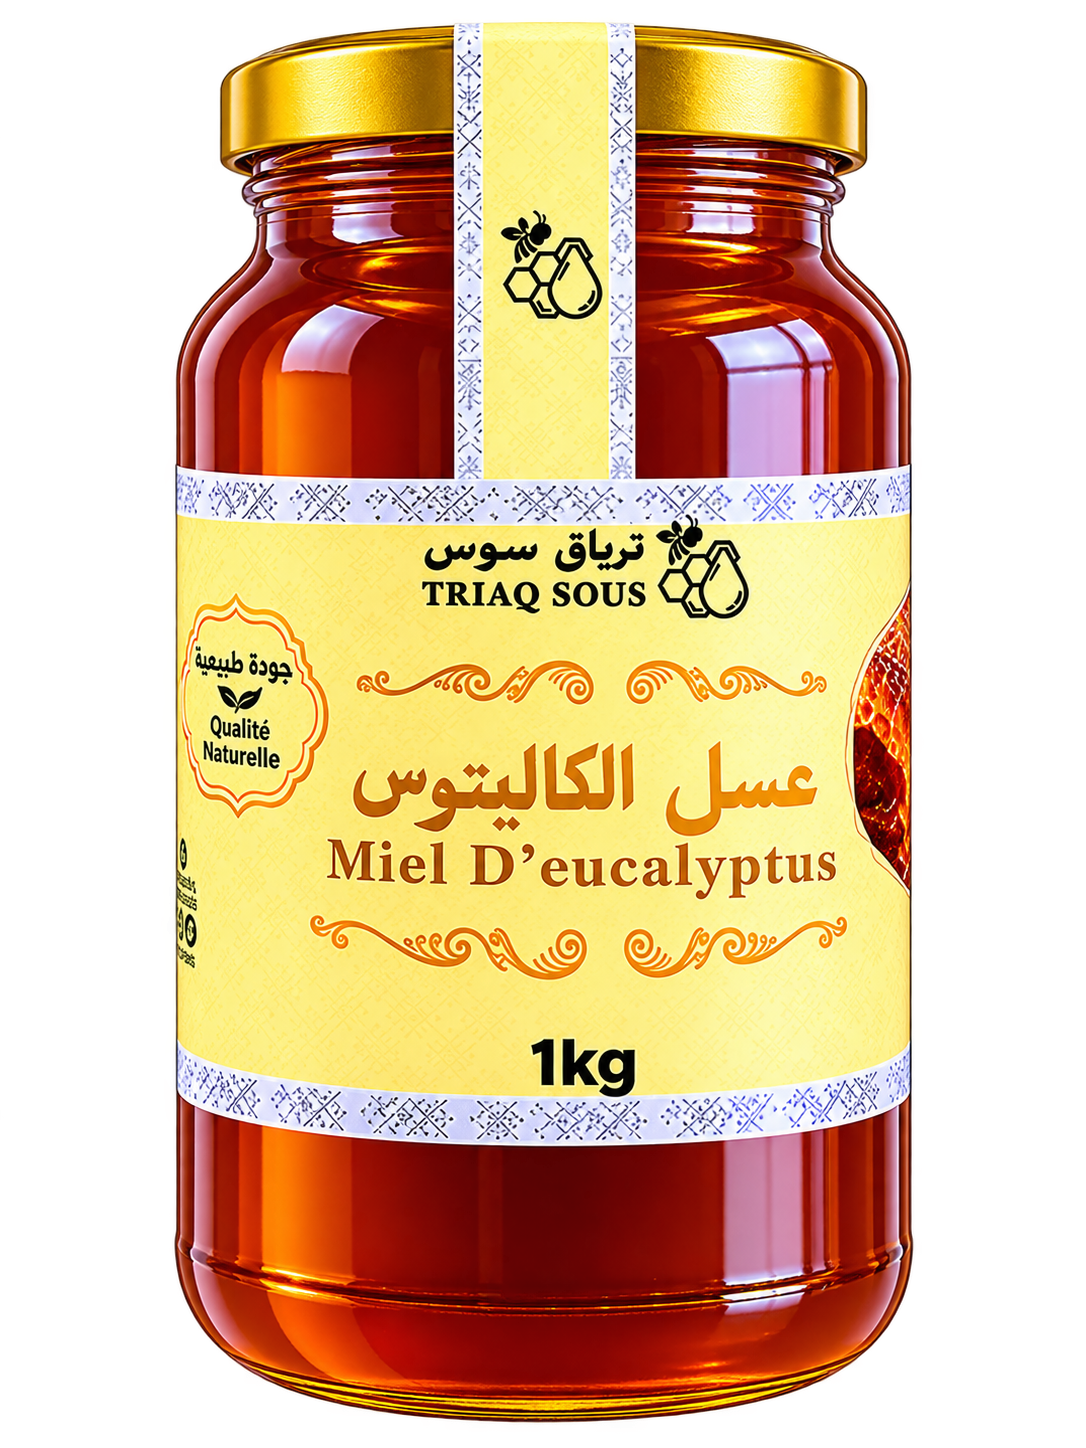 ترياق سوس
TRIAQ SOUS
جودة طبيعية
Qualité
Naturelle
عسل الكاليتوس
Miel D’eucalyptus
1kg